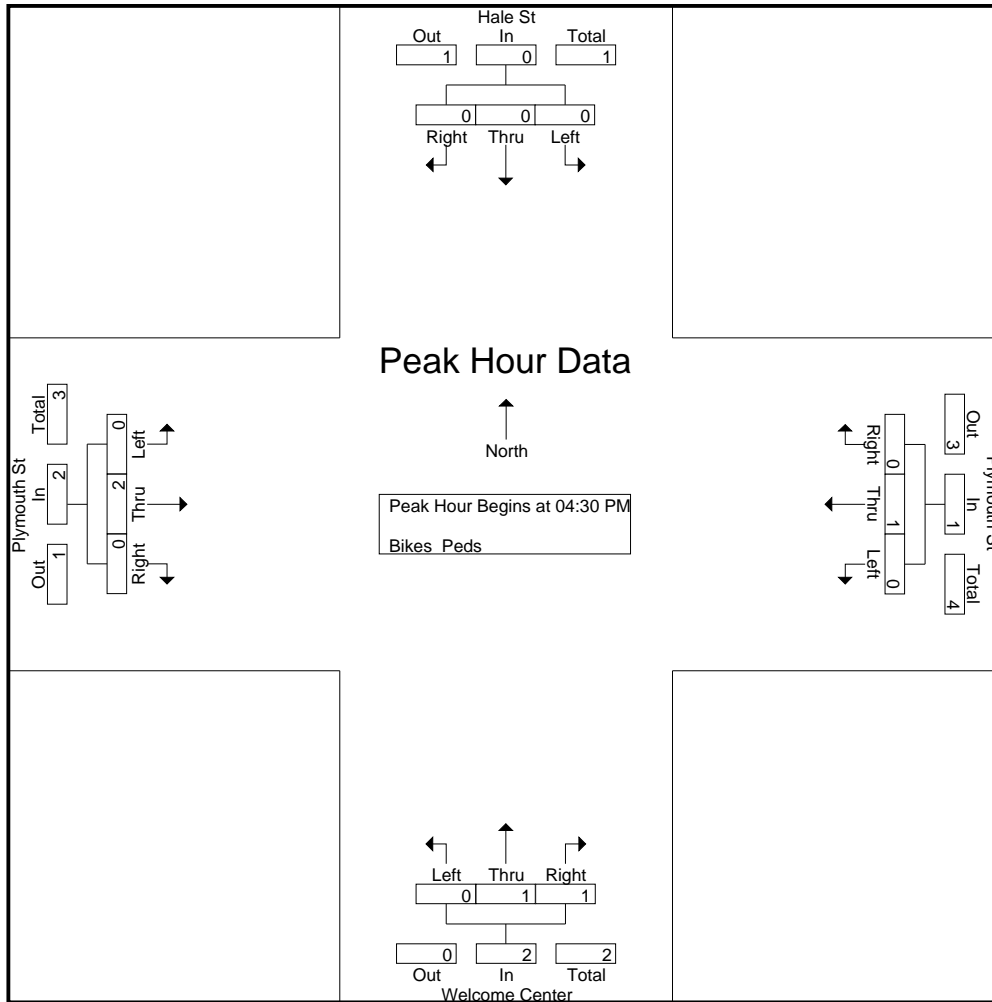 Hale St
Out In Total
1 0 1
0 0 0
Right Thru Left
Peak Hour Data
North
Peak Hour Begins at 04:30 PM
Bikes Peds
Plymouth St
Total In Out
3 2 1
0 2 0
Left Thru Right
Right Thru Left
0 1 0
3 1 4
Out In Total
Plymouth St
Left Thru Right
0 1 1
0 2 2
Out In Total
Welcome Center